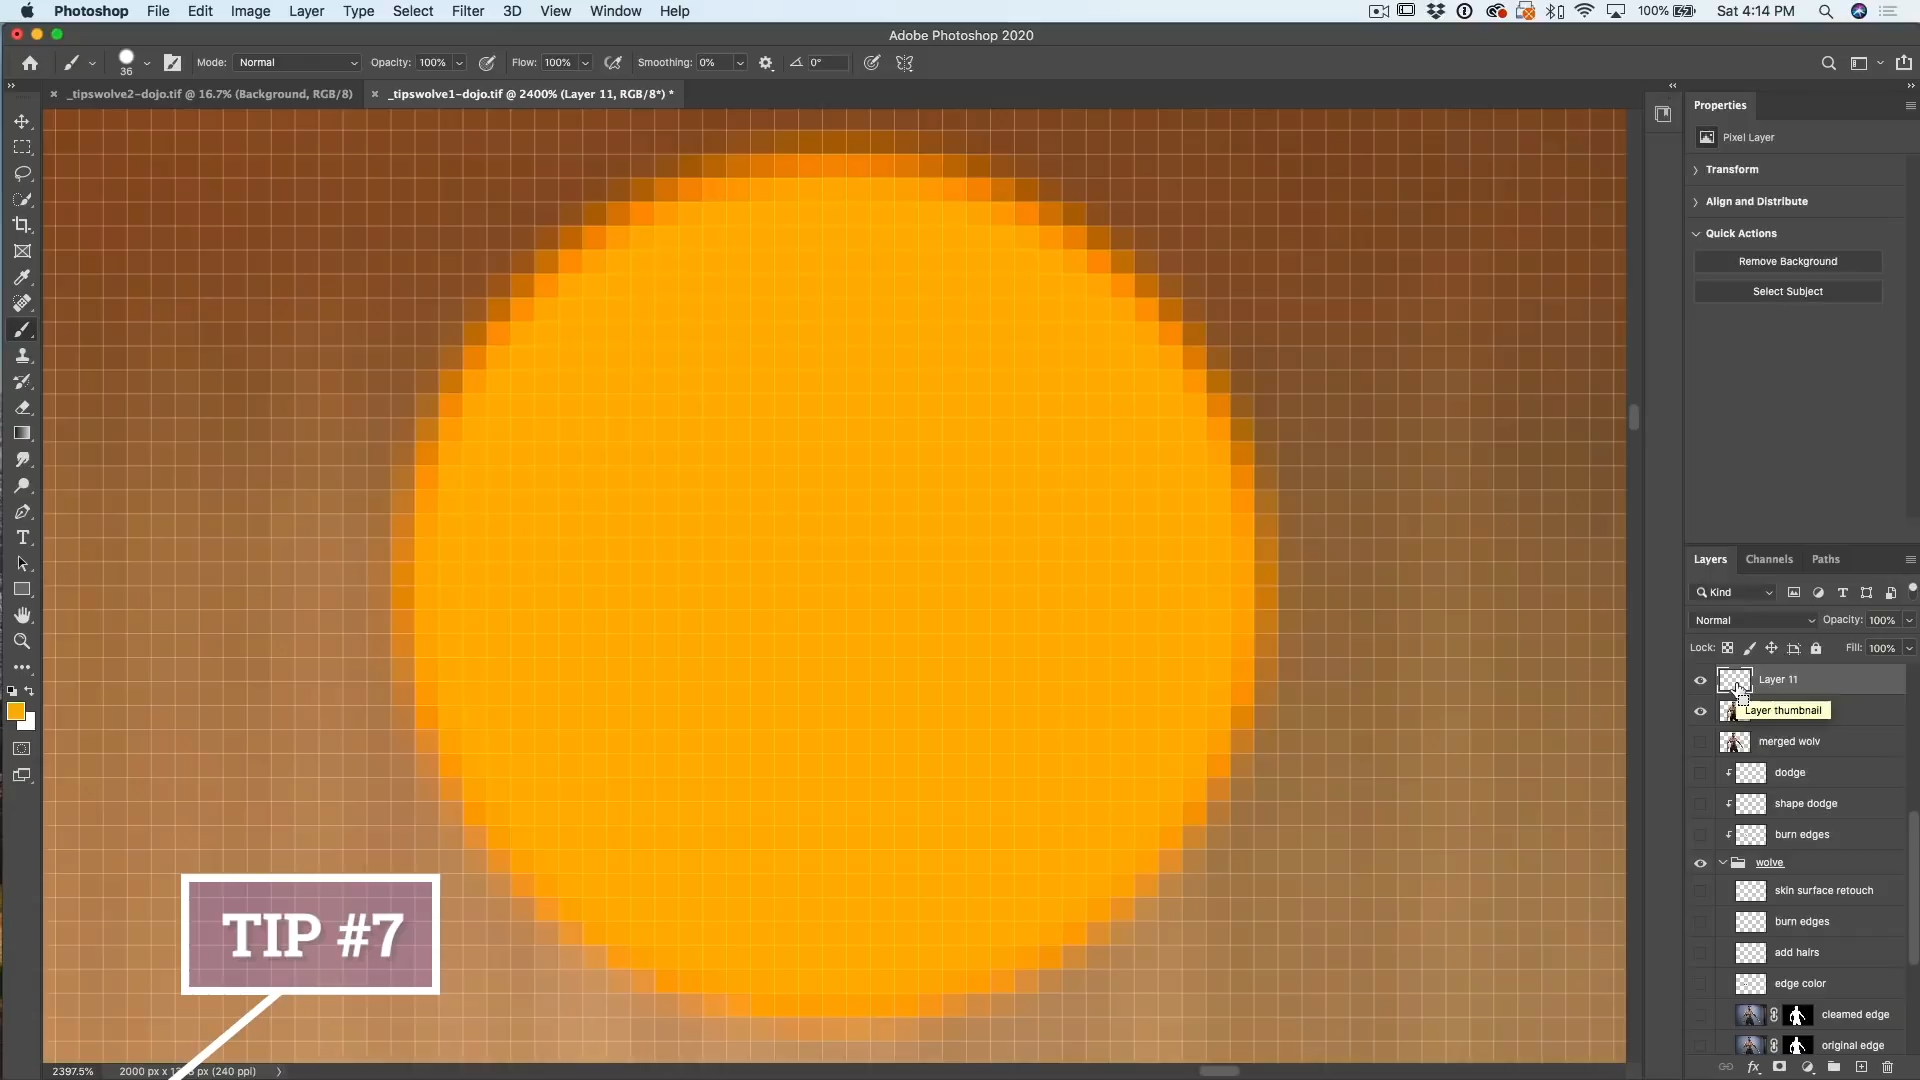 Photoshop File Edit Image Layer Type Select Filter 3D View Window Help 100% Sat 4:14 PM
Adobe Photoshop 2020
36 Mode: Normal Opacity: 100% Flow: 100% Smoothing: 0% 0°
_tipswolve2-dojo.tif @ 16.7% (Background, RGB/8) _tipswolve1-dojo.tif @ 2400% (Layer 11, RGB/8*) *
Properties
Pixel Layer
Transform
Align and Distribute
Quick Actions
Remove Background
Select Subject
Layers Channels Paths
Kind
Normal Opacity: 100%
Lock: Fill: 100%
Layer 11
Layer thumbnail
merged wolv
dodge
shape dodge
burn edges
wolve
skin surface retouch
burn edges
add hairs
edge color
cleamed edge
original edge
TIP #7
2397.5% 2000 px x px (240 ppi)